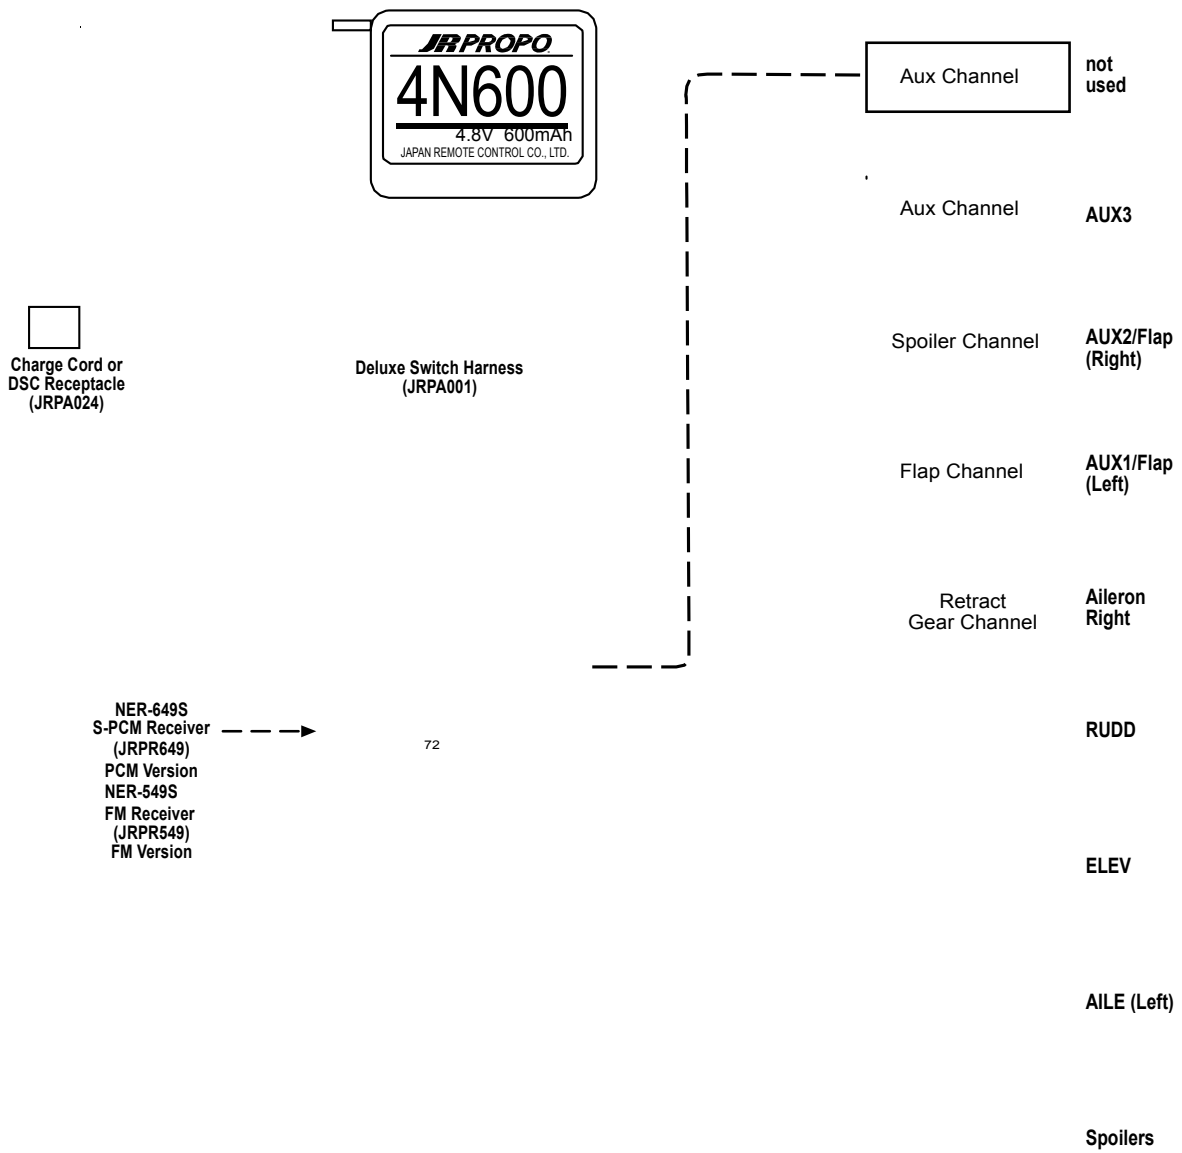 JR PROPO
4N600
4.8V 600mAh
JAPAN REMOTE CONTROL CO., LTD.
Aux Channel
not
used
Aux Channel
AUX3
Charge Cord or
DSC Receptacle
(JRPA024)
Deluxe Switch Harness
(JRPA001)
Spoiler Channel
AUX2/Flap
(Right)
Flap Channel
AUX1/Flap
(Left)
Retract
Gear Channel
Aileron
Right
NER-649S
S-PCM Receiver
(JRPR649)
PCM Version
NER-549S
FM Receiver
(JRPR549)
FM Version
72
RUDD
ELEV
AILE (Left)
Spoilers